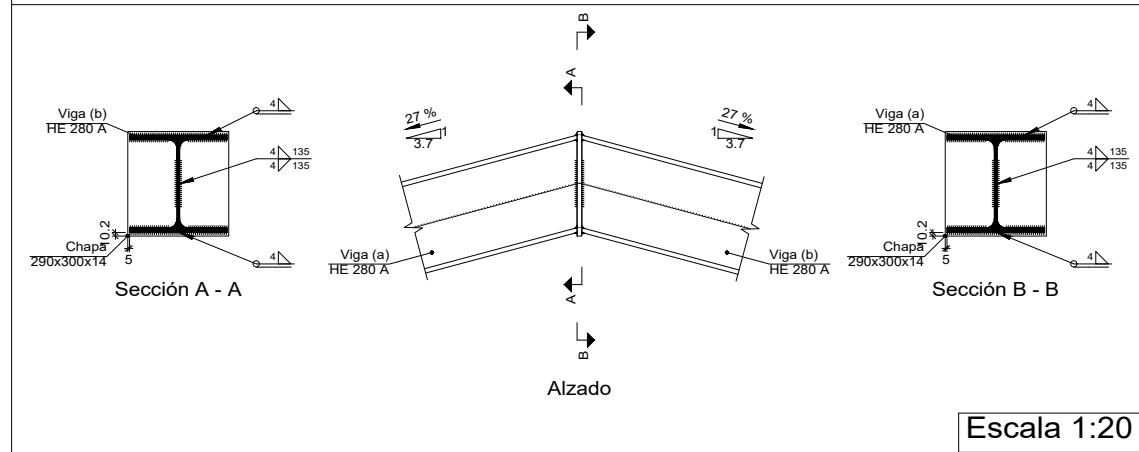 B
A
Viga (b)
HE 280 A
4
4
135
4
135
10.2
Chapa
290x300x14
5
4
Sección A - A
27 %
1
3.7
27 %
1
3.7
Viga (a)
HE 280 A
Viga (b)
HE 280 A
A
B
Alzado
Viga (a)
HE 280 A
4
4
135
4
135
10.2
Chapa
290x300x14
5
4
Sección B - B
Escala 1:20